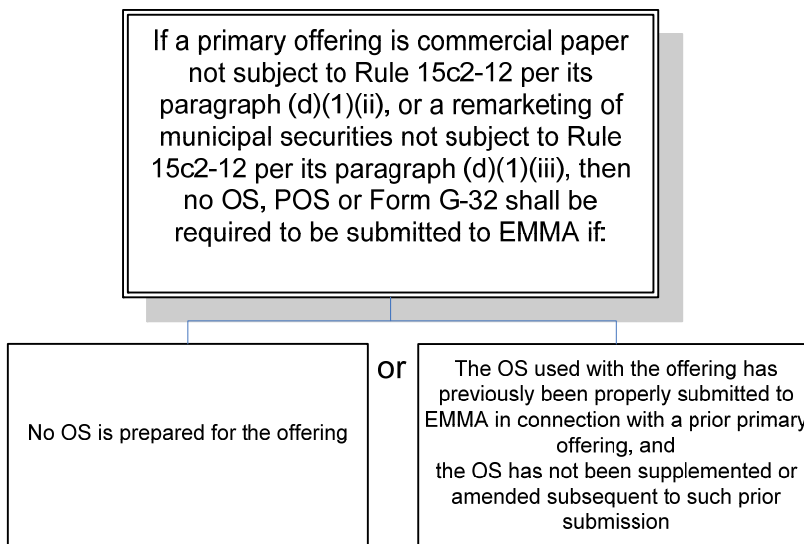 If a primary offering is commercial paper
not subject to Rule 15c2-12 per its
paragraph (d)(1)(ii), or a remarketing of
municipal securities not subject to Rule
15c2-12 per its paragraph (d)(1)(iii), then
no OS, POS or Form G-32 shall be
required to be submitted to EMMA if:
No OS is prepared for the offering
or
The OS used with the offering has
previously been properly submitted to
EMMA in connection with a prior primary
offering, and
the OS has not been supplemented or
amended subsequent to such prior
submission